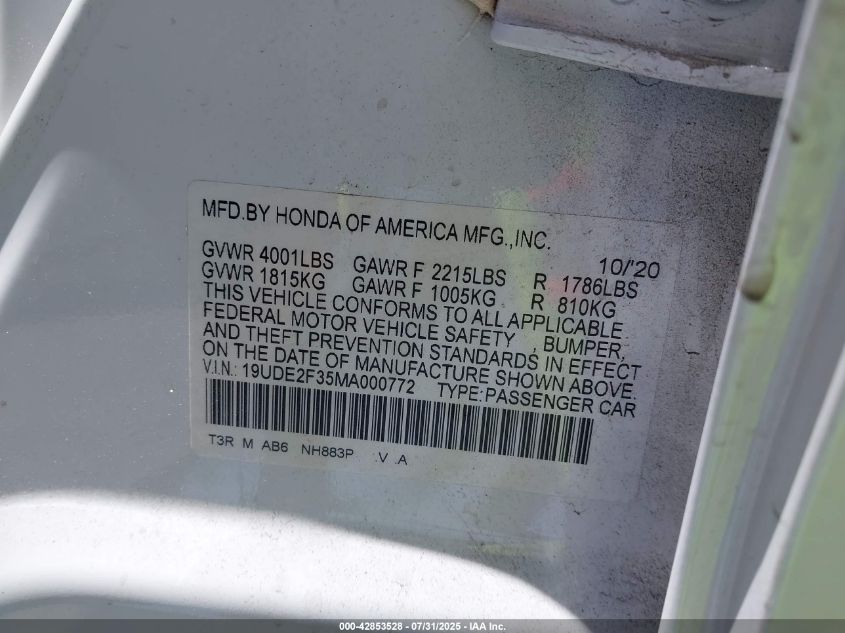 MFD.BY HONDA OF AMERICA MFG.,INC.
10/'20
GVWR 4001LBS GAWR F 2215LBS R 1786LBS
GVWR 1815KG GAWR F 1005KG R 810KG
THIS VEHICLE CONFORMS TO ALL APPLICABLE
FEDERAL MOTOR VEHICLE SAFETY , BUMPER,
AND THEFT PREVENTION STANDARDS IN EFFECT
ON THE DATE OF MANUFACTURE SHOWN ABOVE.
V.I.N.: 19UDE2F35MA000772 TYPE:PASSENGER CAR
T3R M AB6 NH883P .V .A
000-42853528 - 07/31/2025 - IAA Inc.